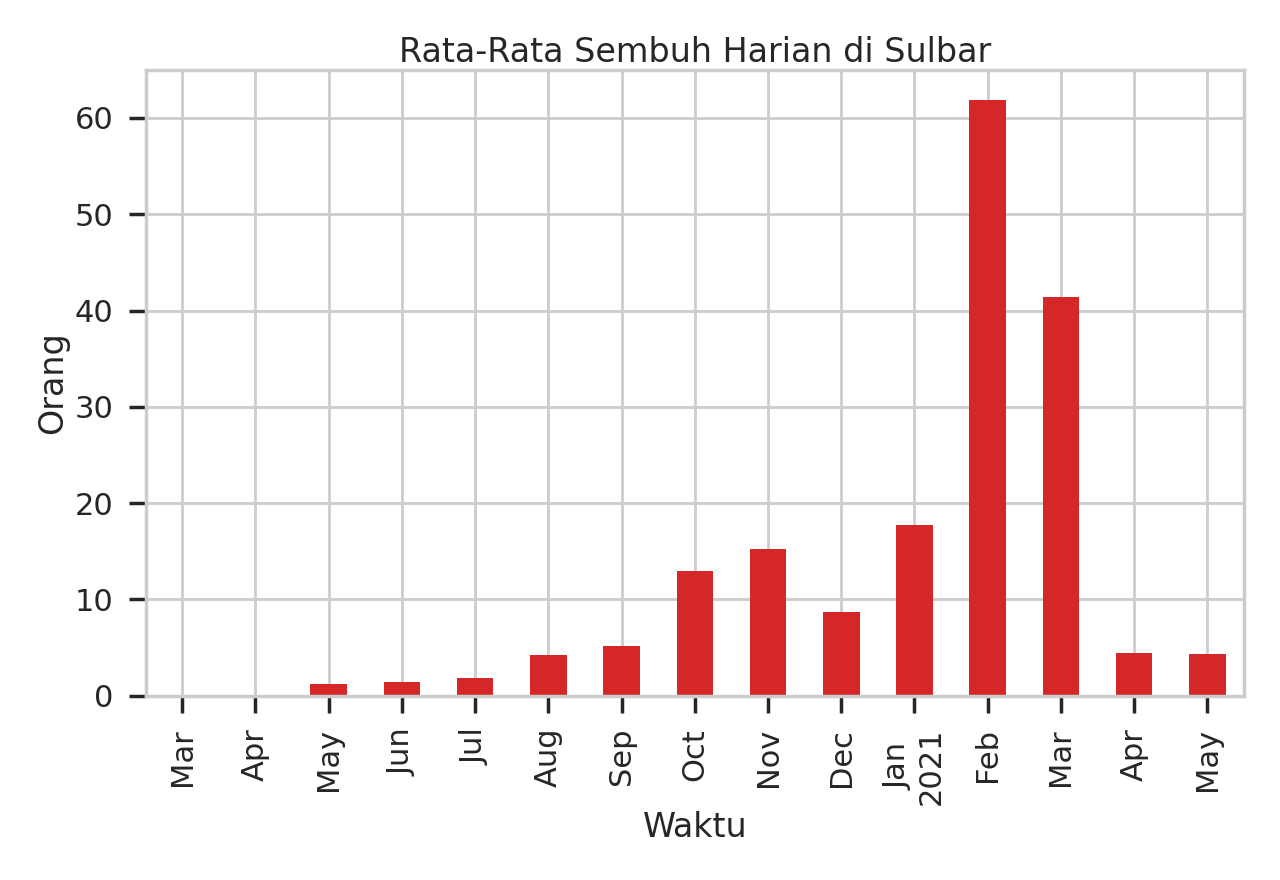 Rata-Rata Sembuh Harian di Sulbar
60
50
40
30
20
10
0
Orang
Mar
Apr
May
Jun
Jul
Aug
Sep
Oct
Nov
Dec
Jan
2021
Feb
Mar
Apr
May
Waktu